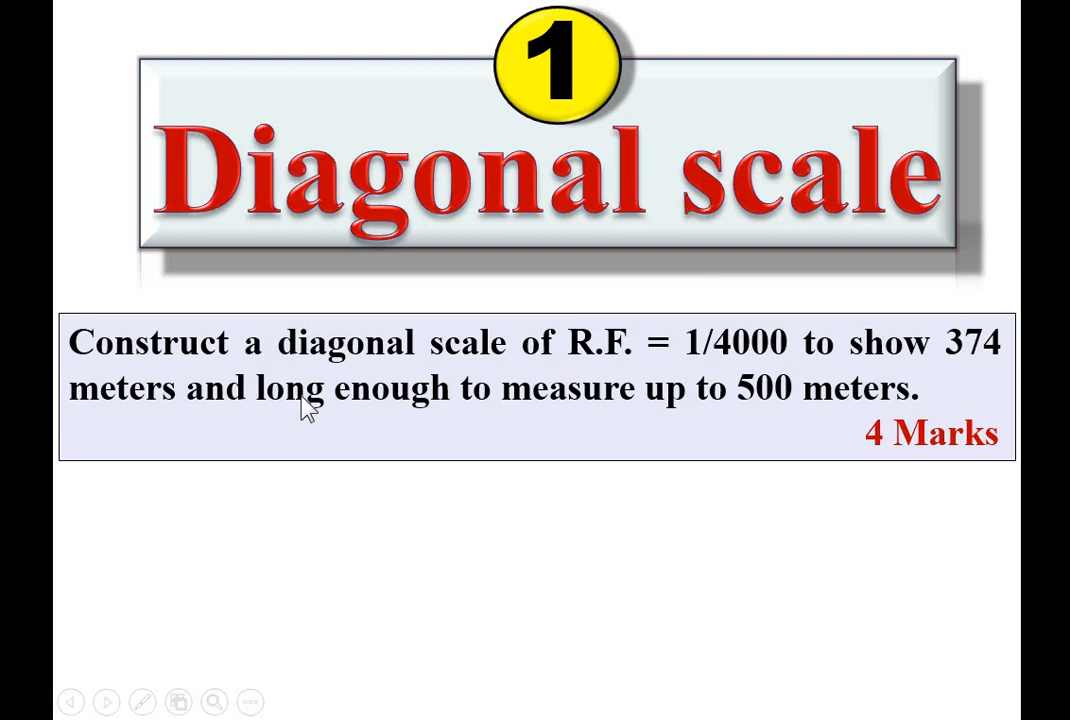 1
Diagonal scale
Construct a diagonal scale of R.F. = 1/4000 to show 374
meters and long enough to measure up to 500 meters.
4 Marks